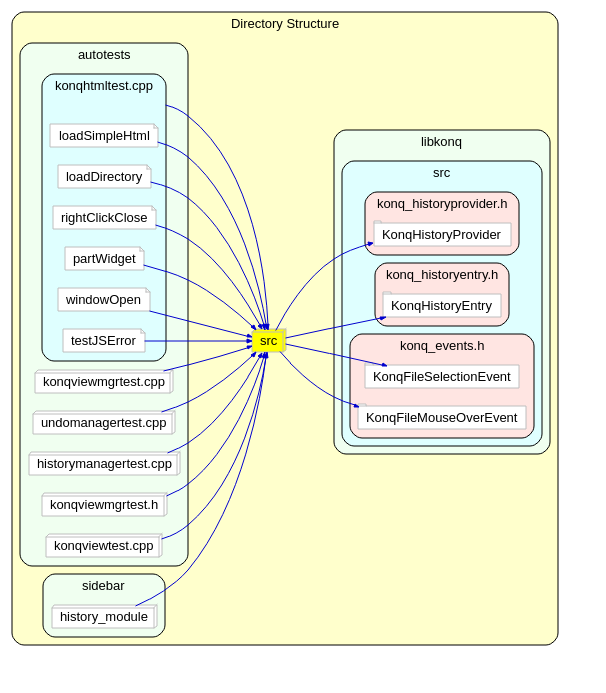 Directory Structure
autotests
konqhtmltest.cpp
loadSimpleHtml
loadDirectory
rightClickClose
partWidget
windowOpen
testJSError
konqviewmgrtest.cpp
undomanagertest.cpp
historymanagertest.cpp
konqviewmgrtest.h
konqviewtest.cpp
sidebar
history_module
src
libkonq
src
konq_historyprovider.h
KonqHistoryProvider
konq_historyentry.h
KonqHistoryEntry
konq_events.h
KonqFileSelectionEvent
KonqFileMouseOverEvent